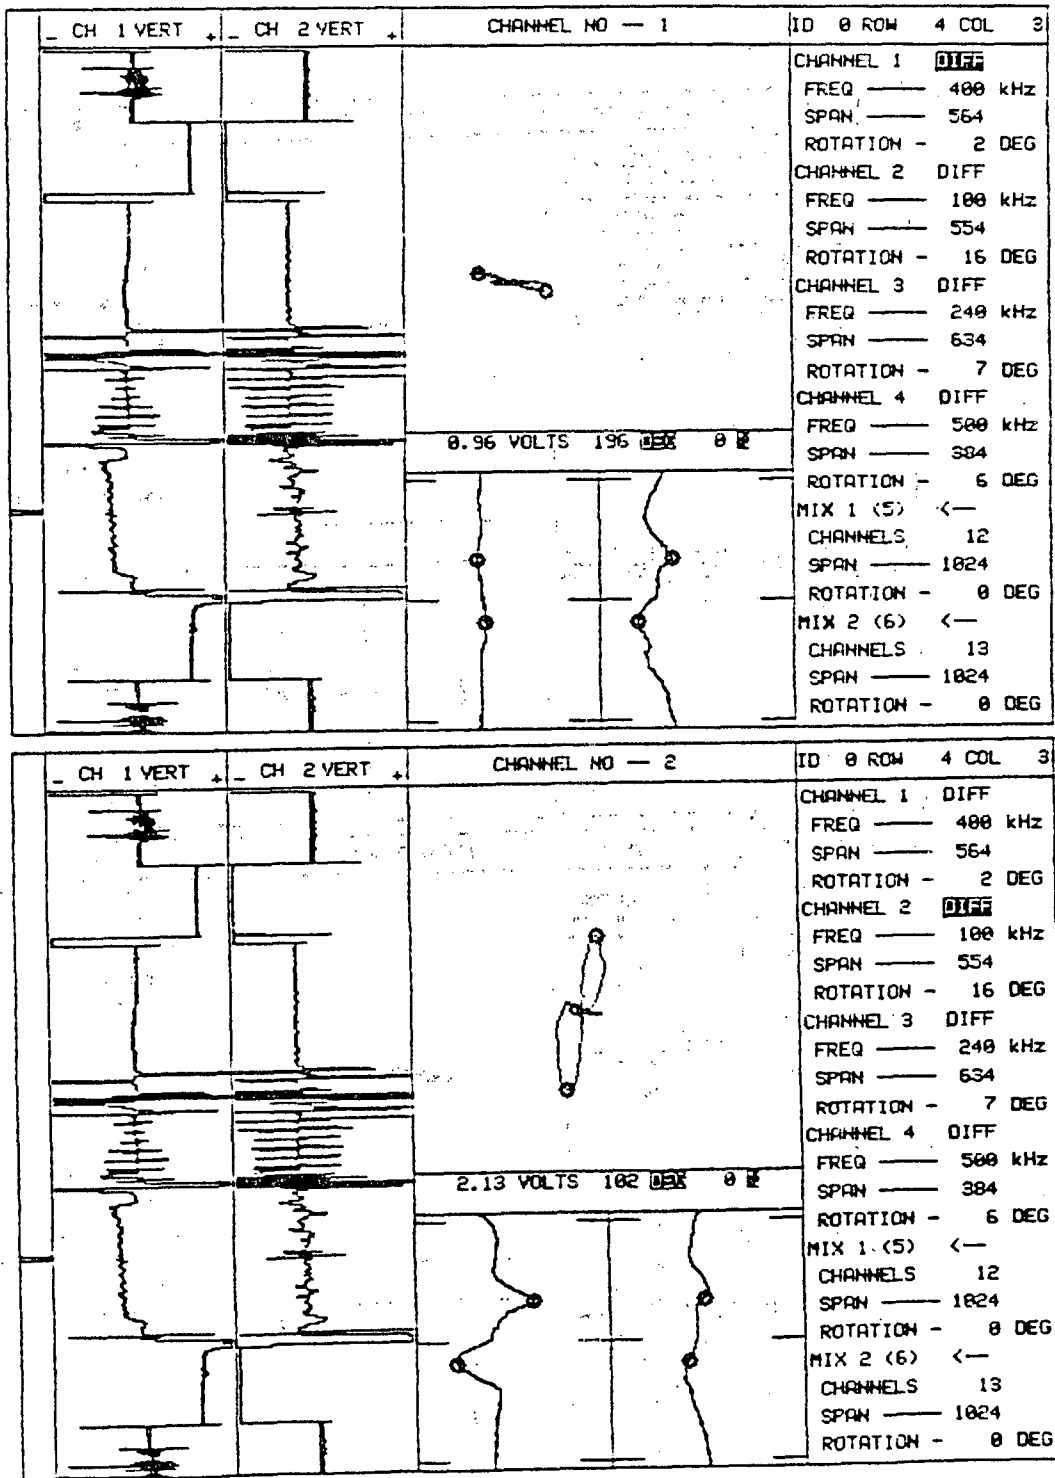 _ CH 1 VERT +
_ CH 2 VERT +
CHANNEL NO -- 1
ID 0 ROW 4 COL 3
CHANNEL 1 DIFF
FREQ —— 400 kHz
SPAN —— 564
ROTATION - 2 DEG
CHANNEL 2 DIFF
FREQ —— 100 kHz
SPAN —— 554
ROTATION - 16 DEG
CHANNEL 3 DIFF
FREQ —— 240 kHz
SPAN —— 634
ROTATION - 7 DEG
CHANNEL 4 DIFF
FREQ —— 500 kHz
SPAN —— 384
ROTATION - 6 DEG
MIX 1 (5) <—
CHANNELS 12
SPAN —— 1024
ROTATION - 0 DEG
MIX 2 (6) <—
CHANNELS 13
SPAN —— 1024
ROTATION - 0 DEG
0.96 VOLTS 196 DEG 0 %
_ CH 1 VERT +
_ CH 2 VERT +
CHANNEL NO -- 2
ID 0 ROW 4 COL 3
CHANNEL 1 DIFF
FREQ —— 400 kHz
SPAN —— 564
ROTATION - 2 DEG
CHANNEL 2 DIFF
FREQ —— 100 kHz
SPAN —— 554
ROTATION - 16 DEG
CHANNEL 3 DIFF
FREQ —— 240 kHz
SPAN —— 634
ROTATION - 7 DEG
CHANNEL 4 DIFF
FREQ —— 500 kHz
SPAN —— 384
ROTATION - 6 DEG
MIX 1 (5) <—
CHANNELS 12
SPAN —— 1024
ROTATION - 0 DEG
MIX 2 (6) <—
CHANNELS 13
SPAN —— 1024
ROTATION - 0 DEG
2.13 VOLTS 102 DEG 0 %